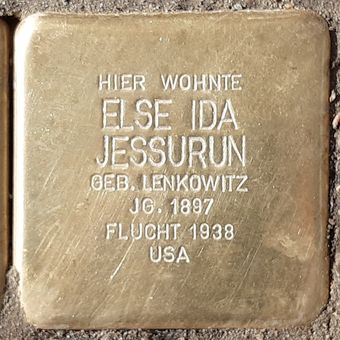 HIER WOHNTE
ELSE IDA
JESSURUN
GEB. LENKOWITZ
JG. 1897
FLUCHT 1938
USA